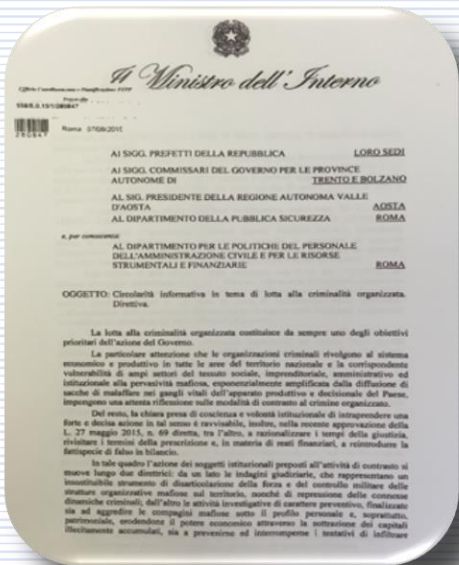 Il Ministro dell'Interno
Ufficio Coordinamento e Pianificazione FFPP
Protocollo
558/S.G.15/1/280847
280847
Roma 07/08/2015
AI SIGG. PREFETTI DELLA REPUBBLICA LORO SEDI
AI SIGG. COMMISSARI DEL GOVERNO PER LE PROVINCE
AUTONOME DI TRENTO E BOLZANO
AL SIG. PRESIDENTE DELLA REGIONE AUTONOMA VALLE
D'AOSTA AOSTA
AL DIPARTIMENTO DELLA PUBBLICA SICUREZZA ROMA
e, per conoscenza:
AL DIPARTIMENTO PER LE POLITICHE DEL PERSONALE
DELL'AMMINISTRAZIONE CIVILE E PER LE RISORSE
STRUMENTALI E FINANZIARIE ROMA
OGGETTO: Circolarità informativa in tema di lotta alla criminalità organizzata.
Direttiva.
La lotta alla criminalità organizzata costituisce da sempre uno degli obiettivi
prioritari dell'azione del Governo.
La particolare attenzione che le organizzazioni criminali rivolgono al sistema
economico e produttivo in tutte le aree del territorio nazionale e la corrispondente
vulnerabilità di ampi settori del tessuto sociale, imprenditoriale, amministrativo ed
istituzionale alla pervasività mafiosa, esponenzialmente amplificata dalla diffusione di
sacche di malaffare nei gangli vitali dell'apparato produttivo e decisionale del Paese,
impongono una attenta riflessione sulle modalità di contrasto al crimine organizzato.
Del resto, la chiara presa di coscienza e volontà istituzionale di intraprendere una
forte e decisa azione in tal senso è ravvisabile, inoltre, nella recente approvazione della
L. 27 maggio 2015, n. 69 diretta, tra l'altro, a razionalizzare i tempi della giustizia,
rivisitare i termini della prescrizione e, in materia di reati finanziari, a reintrodurre la
fattispecie di falso in bilancio.
In tale quadro l'azione dei soggetti istituzionali preposti all'attività di contrasto si
muove lungo due direttrici: da un lato le indagini giudiziarie, che rappresentano un
insostituibile strumento di disarticolazione della forza e del controllo militare delle
strutture organizzative mafiose sul territorio, nonché di repressione delle connesse
dinamiche criminali; dall'altro le attività investigative di carattere preventivo, finalizzate
sia ad aggredire le compagini mafiose sotto il profilo personale e, soprattutto,
patrimoniale, erodendone il potere economico attraverso la sottrazione dei capitali
illecitamente accumulati, sia a prevenirne ed interromperne i tentativi di infiltrare